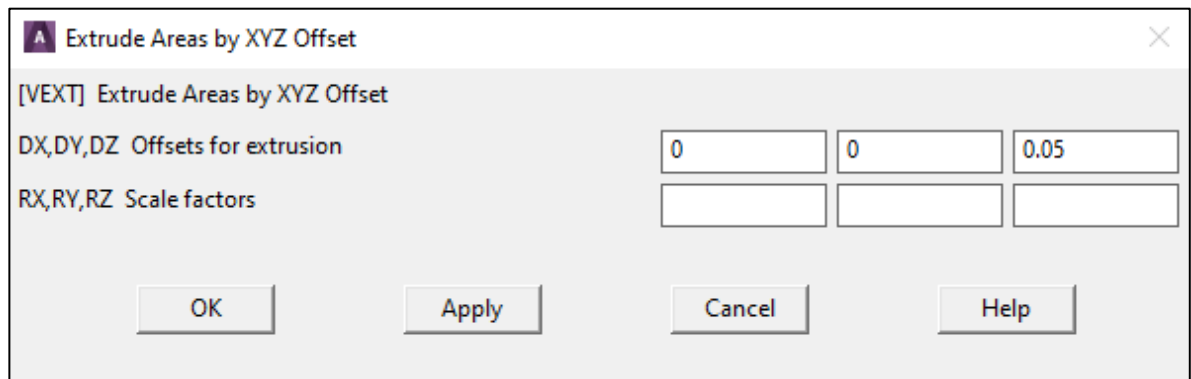 A Extrude Areas by XYZ Offset
[VEXT] Extrude Areas by XYZ Offset
DX,DY,DZ Offsets for extrusion 0 0 0.05
RX,RY,RZ Scale factors
OK Apply Cancel Help